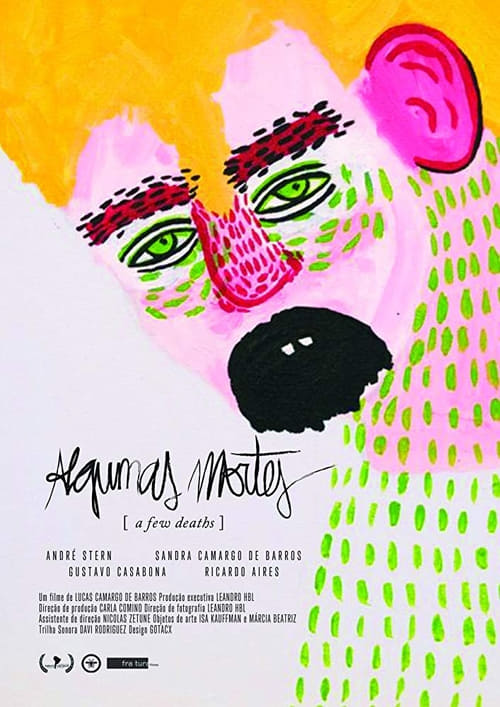 Algumas Mortes
[ a few deaths ]
ANDRÉ STERN SANDRA CAMARGO DE BARROS
GUSTAVO CASABONA RICARDO AIRES
Um filme de LUCAS CAMARGO DE BARROS Produção executiva LEANDRO HBL
Direção de produção CARLA COMINO Direção de fotografia LEANDRO HBL
Assistente de direção NICOLAS ZETUNE Objetos de arte ISA KAUFFMAN e MÁRCIA BEATRIZ
Trilha Sonora DAVI RODRIGUEZ Design GOTACX